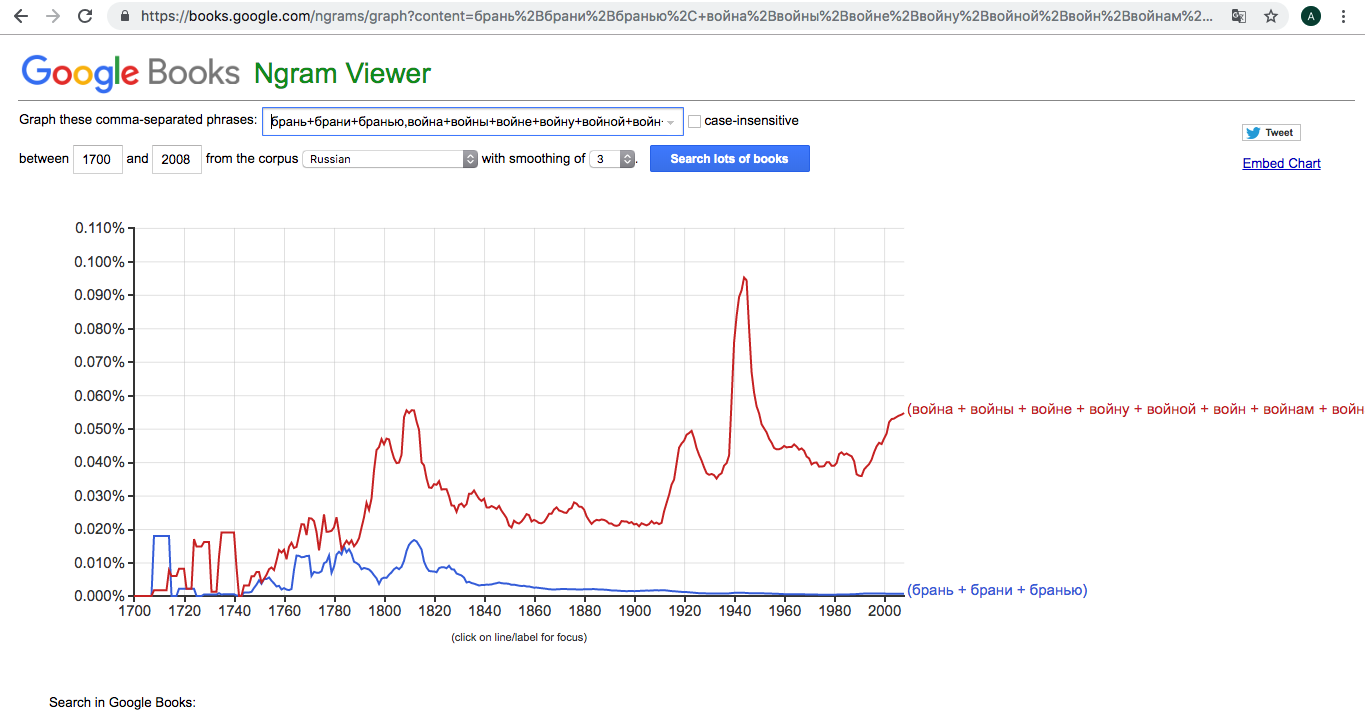 https://books.google.com/ngrams/graph?content=брань%2Bбрани%2Bбранью%2C+война%2Bвойны%2Bвойне%2Bвойну%2Bвойной%2Bвойн%2Bвойнам%2...
A
Google Books Ngram Viewer
Graph these comma-separated phrases: брань+брани+бранью,война+войны+войне+войну+войной+войн- case-insensitive
Tweet
between 1700 and 2008 from the corpus Russian with smoothing of 3 . Search lots of books
Embed Chart
0.110%
0.100%
0.090%
0.080%
0.070%
0.060%
(война + войны + войне + войну + войной + войн + войнам + войн
0.050%
0.040%
0.030%
0.020%
0.010%
(брань + брани + бранью)
0.000%
1700 1720 1740 1760 1780 1800 1820 1840 1860 1880 1900 1920 1940 1960 1980 2000
(click on line/label for focus)
Search in Google Books: